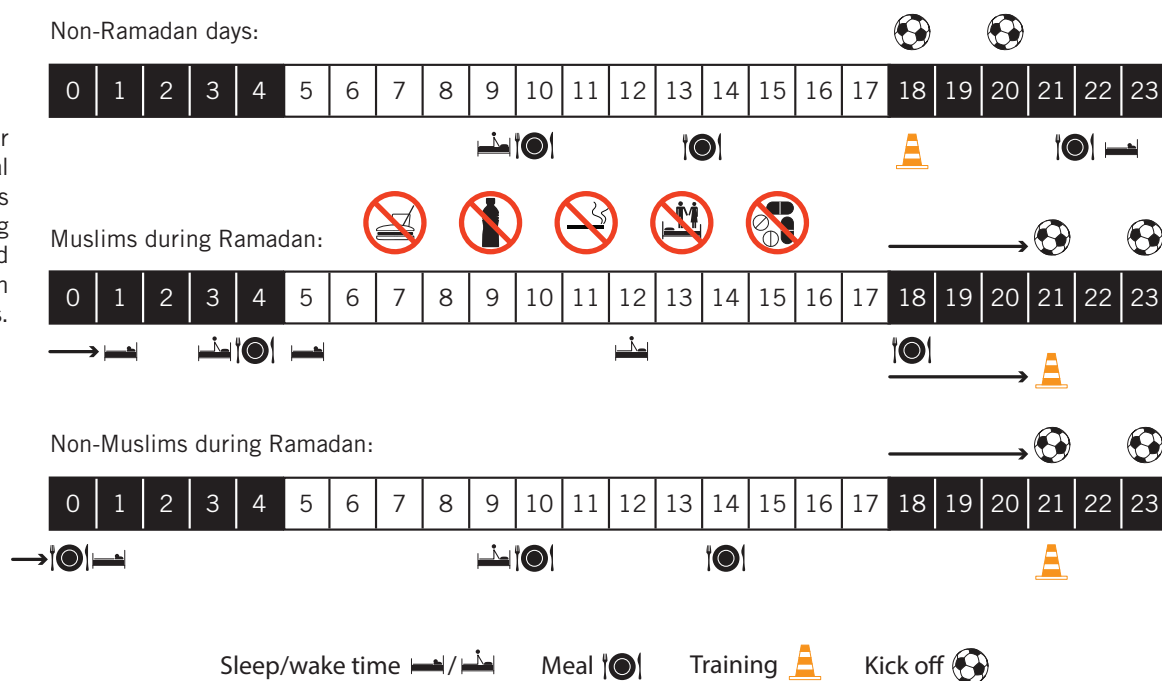 Non-Ramadan days:
0 1 2 3 4 5 6 7 8 9 10 11 12 13 14 15 16 17 18 19 20 21 22 23
Muslims during Ramadan:
0 1 2 3 4 5 6 7 8 9 10 11 12 13 14 15 16 17 18 19 20 21 22 23
Non-Muslims during Ramadan:
0 1 2 3 4 5 6 7 8 9 10 11 12 13 14 15 16 17 18 19 20 21 22 23
Sleep/wake time / Meal Training Kick off